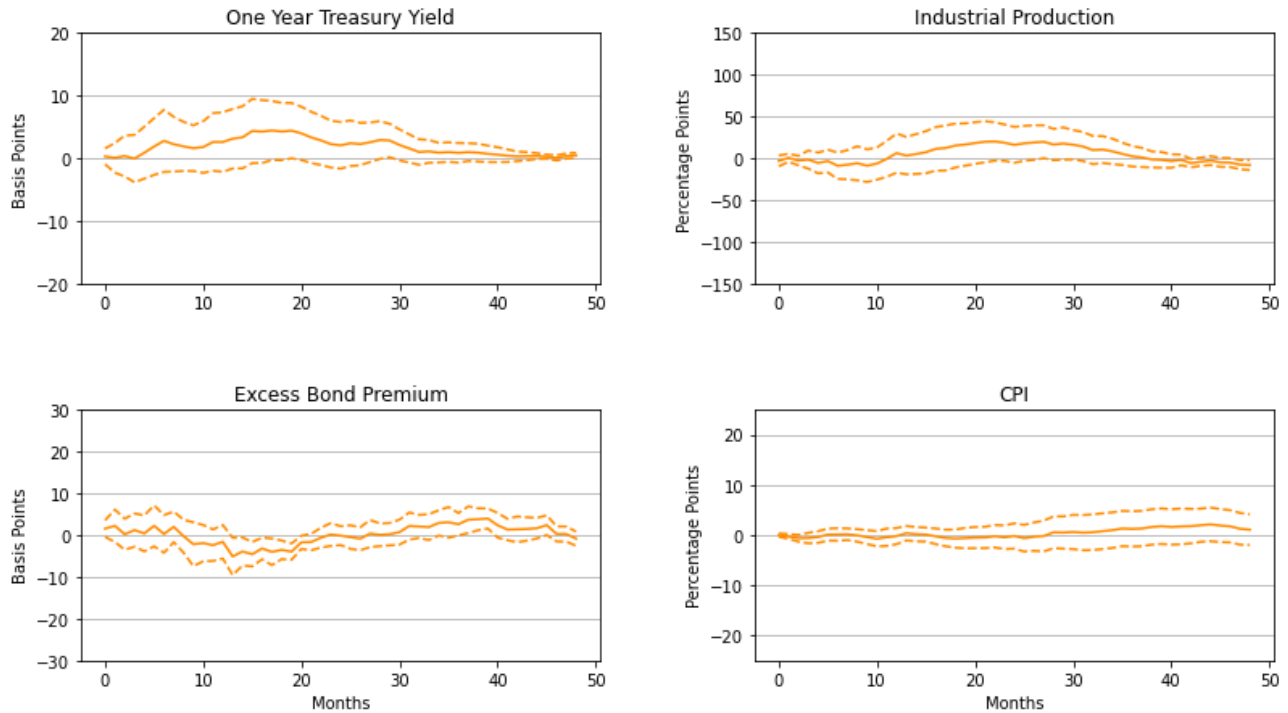 One Year Treasury Yield
Basis Points
20
10
0
−10
−20
0 10 20 30 40 50
Industrial Production
Percentage Points
150
100
50
0
−50
−100
−150
0 10 20 30 40 50
Excess Bond Premium
Basis Points
30
20
10
0
−10
−20
−30
0 10 20 30 40 50
Months
CPI
Percentage Points
20
10
0
−10
−20
0 10 20 30 40 50
Months